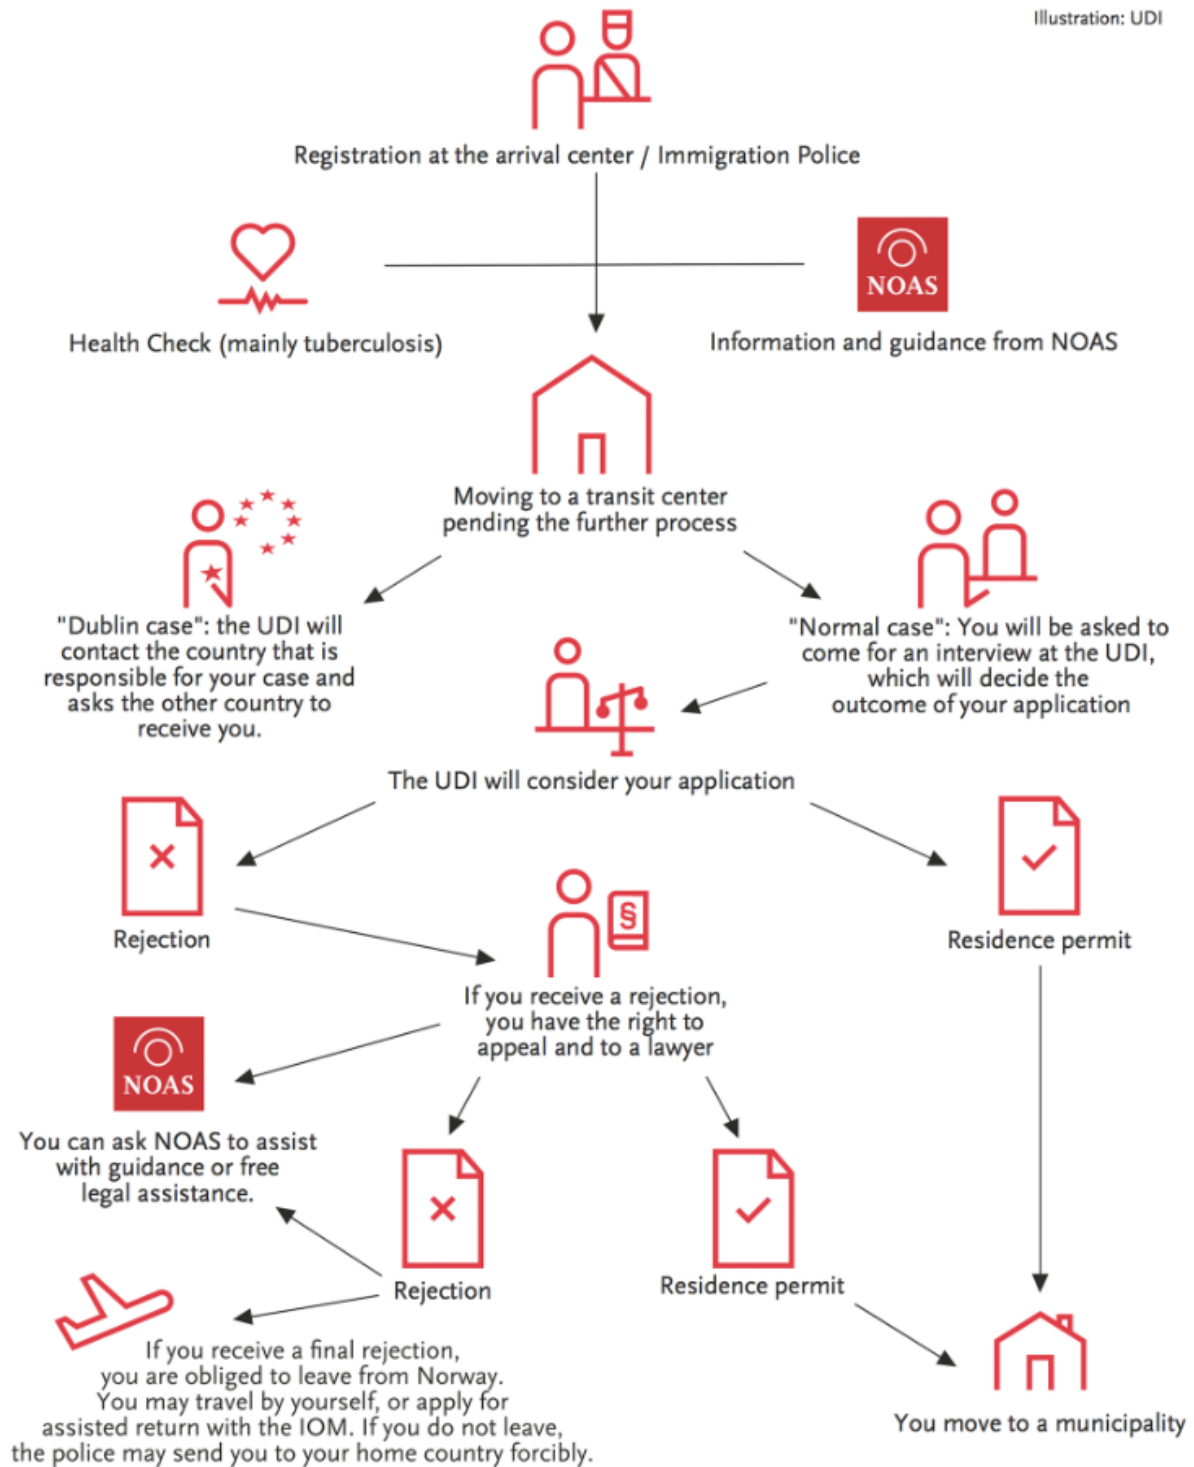 Illustration: UDI
Registration at the arrival center / Immigration Police
NOAS
Health Check (mainly tuberculosis)
Information and guidance from NOAS
Moving to a transit center
pending the further process
"Dublin case": the UDI will
contact the country that is
responsible for your case and
asks the other country to
receive you.
"Normal case": You will be asked to
come for an interview at the UDI,
which will decide the
outcome of your application
The UDI will consider your application
Rejection
Residence permit
§
If you receive a rejection,
you have the right to
appeal and to a lawyer
NOAS
You can ask NOAS to assist
with guidance or free
legal assistance.
Rejection
Residence permit
If you receive a final rejection,
you are obliged to leave from Norway.
You may travel by yourself, or apply for
assisted return with the IOM. If you do not leave,
the police may send you to your home country forcibly.
You move to a municipality